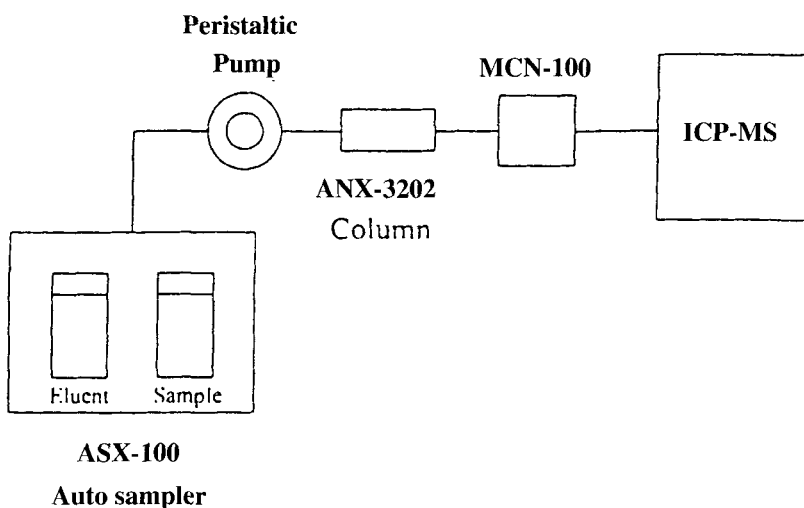 Peristaltic
Pump
MCN-100
ICP-MS
ANX-3202
Column
Eluent
Sample
ASX-100
Auto sampler